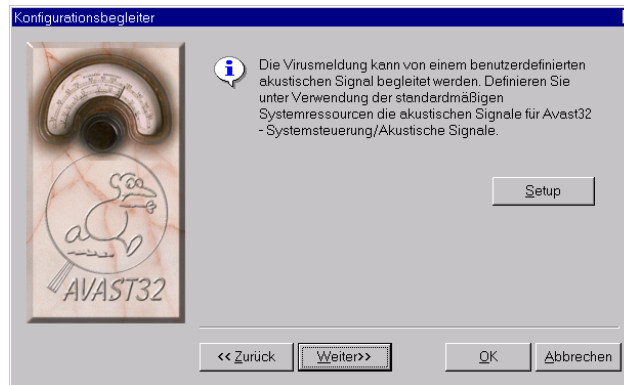 Konfigurationsbegleiter
Die Virusmeldung kann von einem benutzerdefinierten
akustischen Signal begleitet werden. Definieren Sie
unter Verwendung der standardmäßigen
Systemressourcen die akustischen Signale für Avast32
- Systemsteuerung/Akustische Signale.
Setup
AVAST32
<< Zurück
Weiter>>
OK
Abbrechen